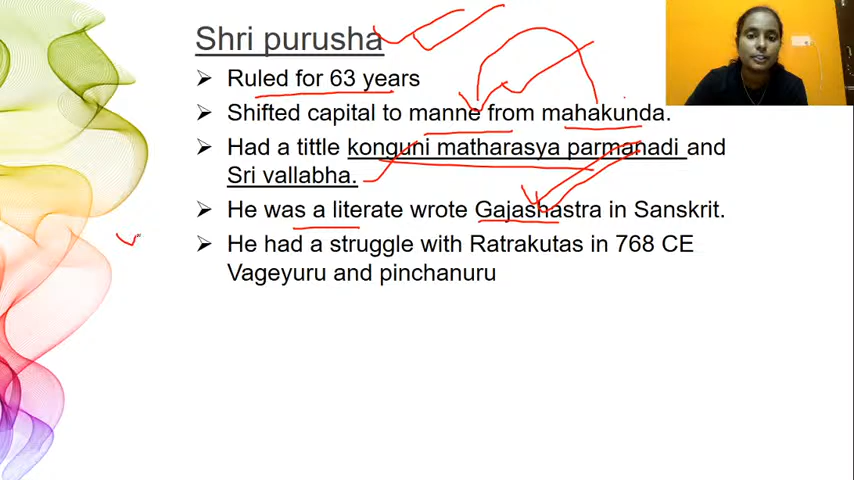 Shri purusha
Ruled for 63 years
Shifted capital to manne from mahakunda.
Had a tittle konguni matharasya parmanadi and
Sri vallabha.
He was a literate wrote Gajashastra in Sanskrit.
He had a struggle with Ratrakutas in 768 CE
Vageyuru and pinchanuru